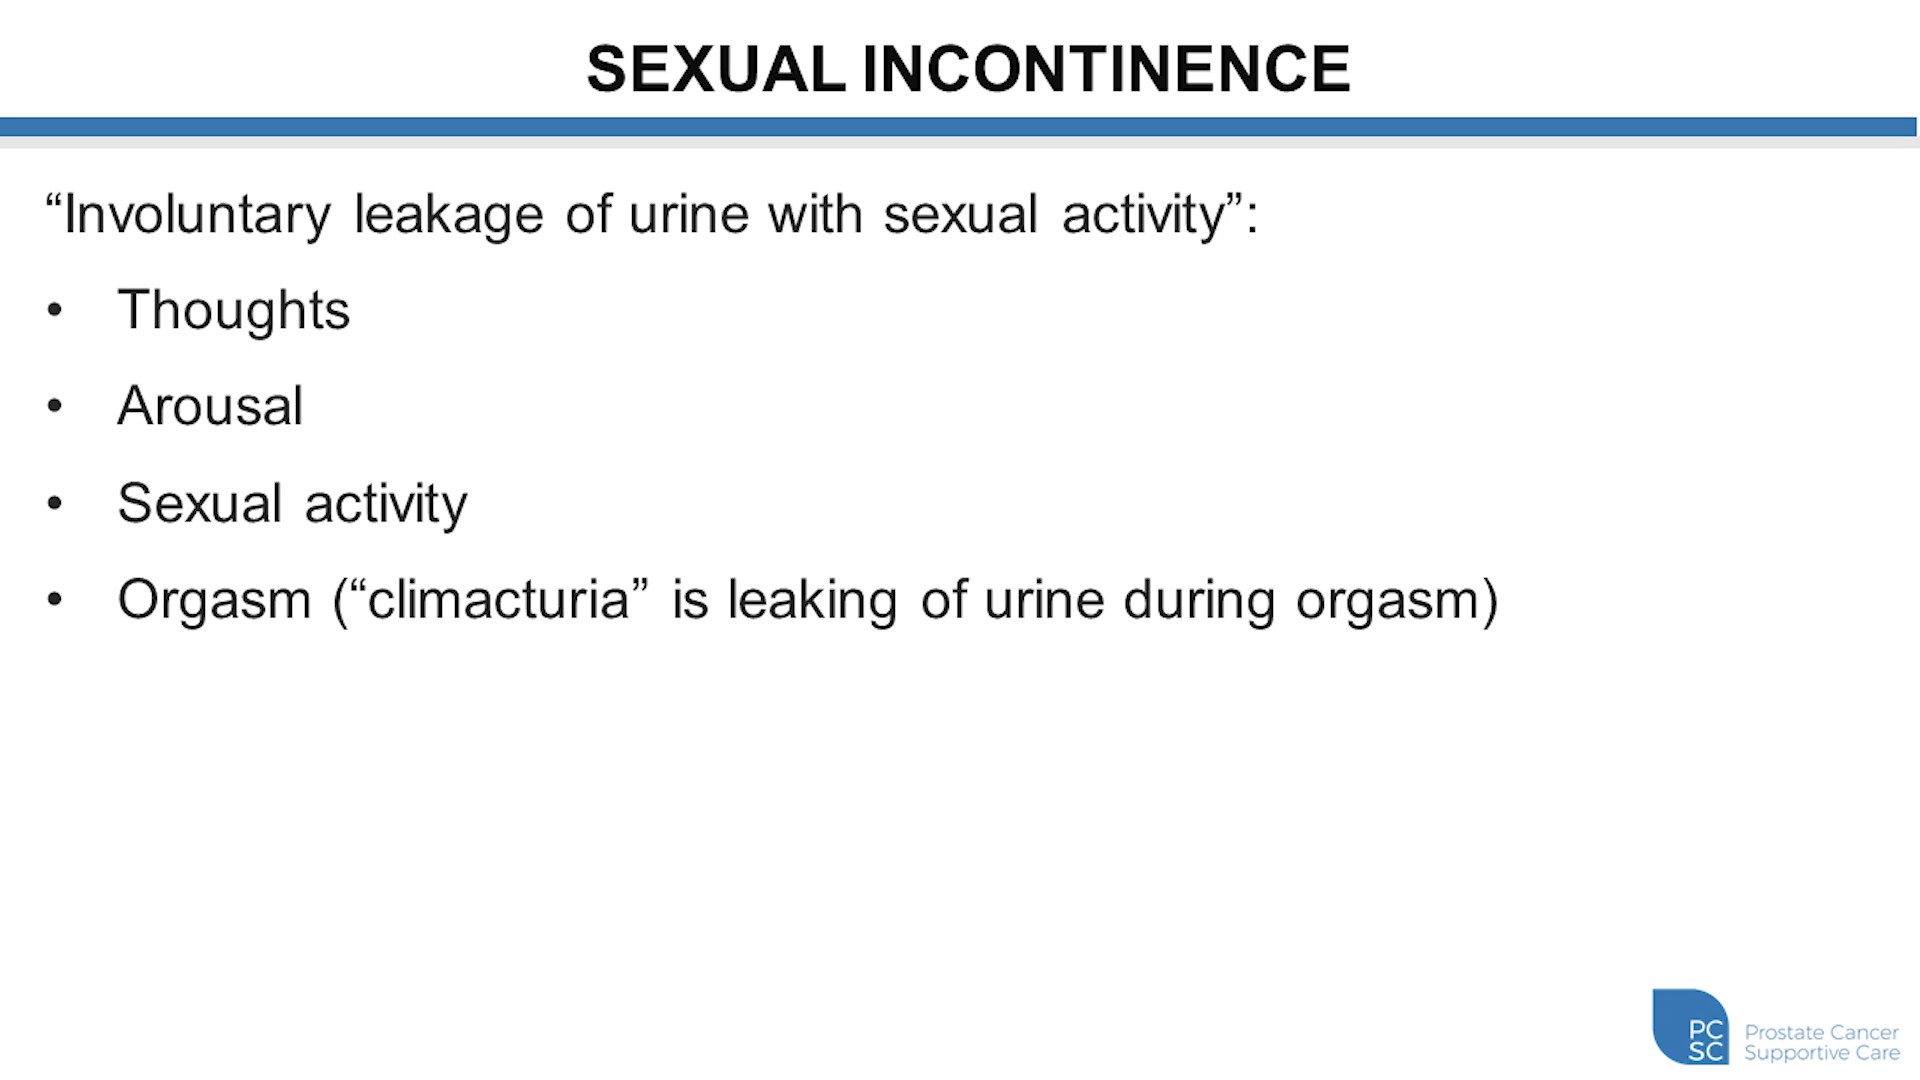 SEXUAL INCONTINENCE
“Involuntary leakage of urine with sexual activity”:
• Thoughts
• Arousal
• Sexual activity
• Orgasm (“climacturia” is leaking of urine during orgasm)
PC
SC
Prostate Cancer
Supportive Care